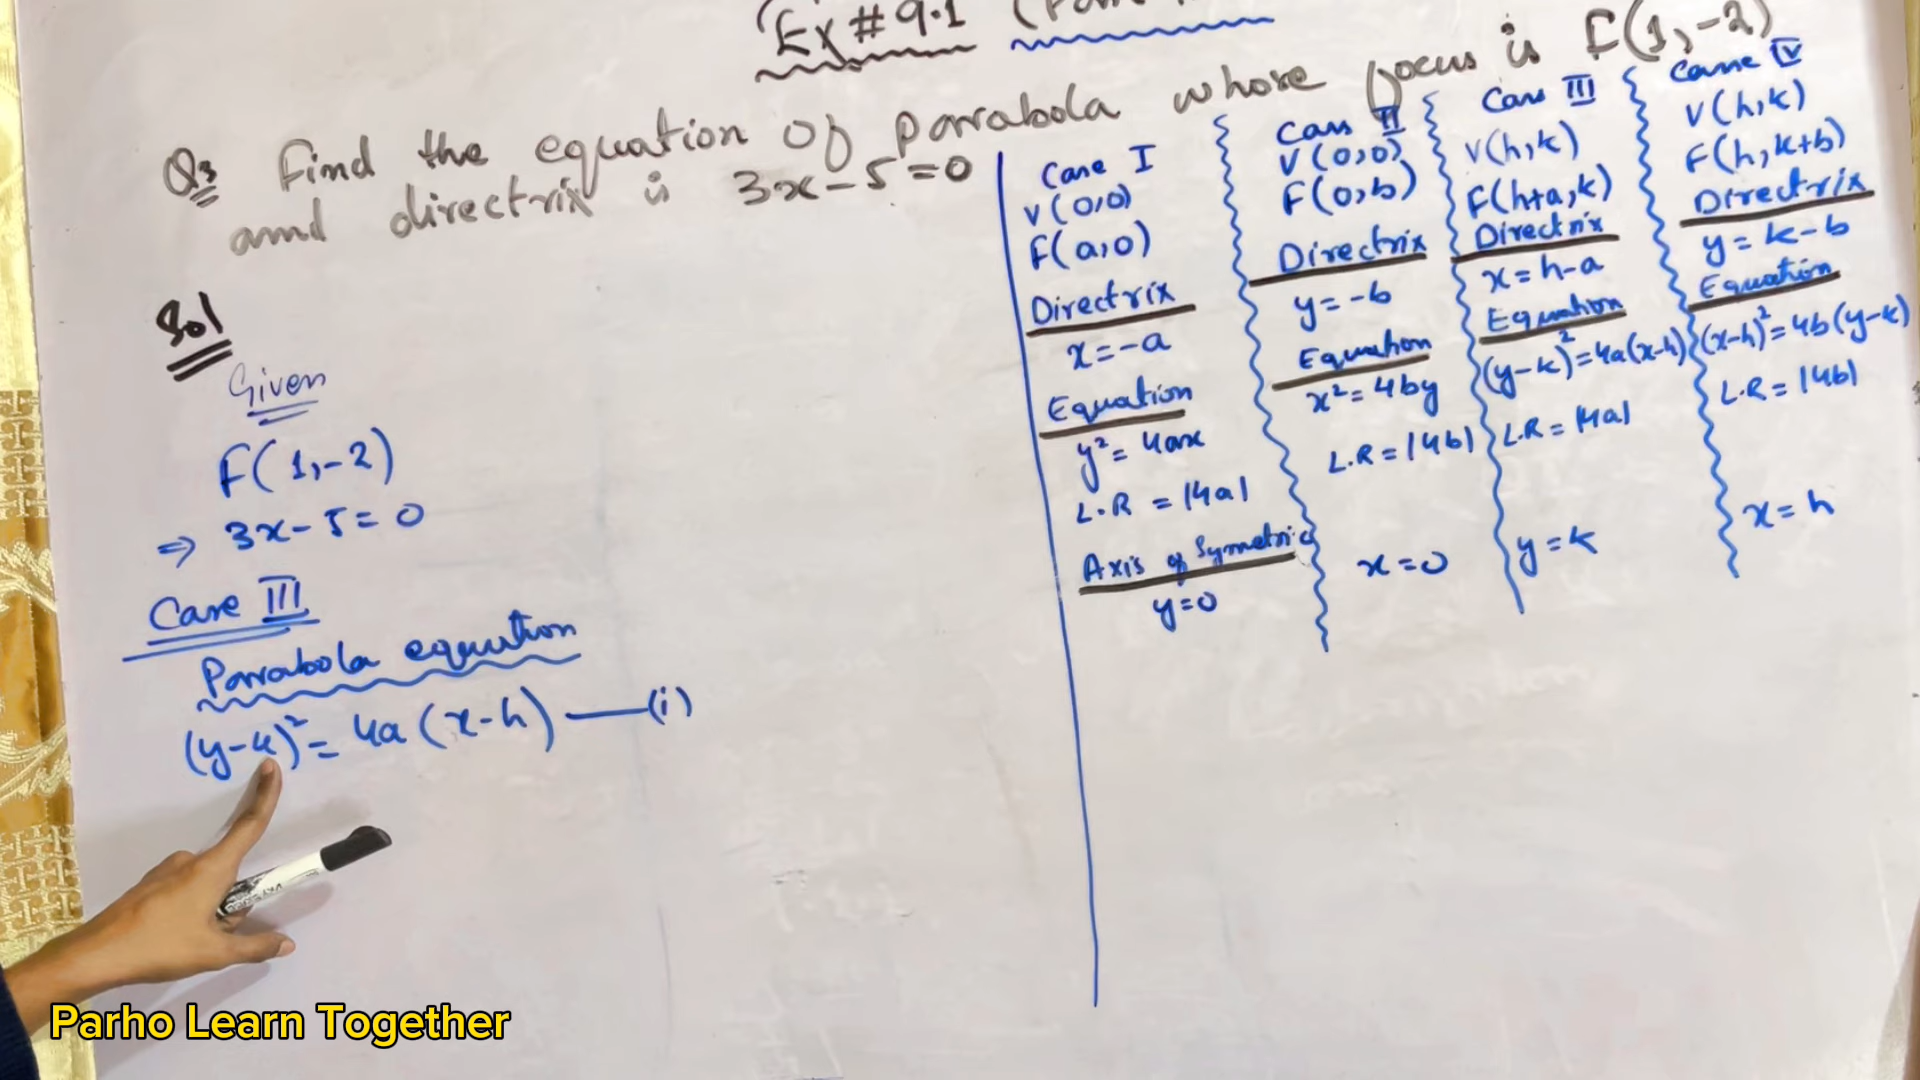 (Ex # 9.1 (Part
Q3 Find the equation of parabola whose focus is F(1,-2)
and directrix is 3x-5=0
Sol
Given
F(1,-2)
⇒ 3x-5=0
Case III
Parabola equation
(y-k)²=4a(x-h) —(i)
Case I
V(0,0)
F(a,0)
Directrix
x=-a
Equation
y²=4ax
L.R = |4a|
Axis of Symetric
y=0
Case II
V(0,0)
F(0,b)
Directrix
y=-b
Equation
x²=4by
L.R=|4b|
x=0
Case III
V(h,k)
F(h+a,k)
Directrix
x=h-a
Equation
(y-k)²=4a(x-h)
L.R=|4a|
y=k
Case IV
V(h,k)
F(h,k+b)
Directrix
y=k-b
Equation
(x-h)²=4b(y-k)
L.R=|4b|
x=h
Parho Learn Together